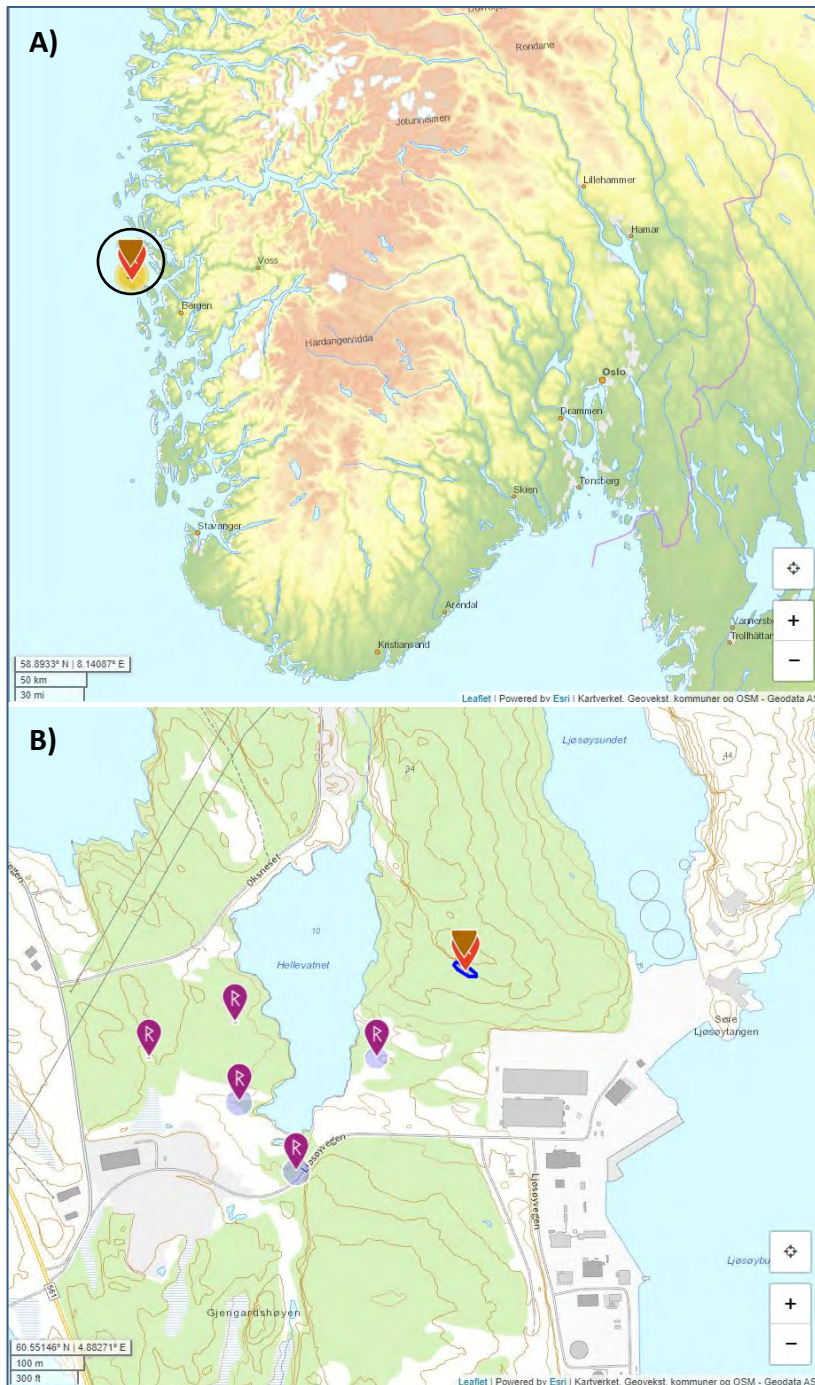 A)
Rondane
Jotunheimen
Lillehammer
Hamar
Voss
Bergen
Hardangervidda
Oslo
Drammen
Tønsberg
Skien
Stavanger
Arendal
Kristiansand
Trollhättan
58.8933° N | 8.14087° E
50 km
30 mi
+
−
Leaflet | Powered by Esri | Kartverket, Geovekst, kommuner og OSM - Geodata AS
B)
Ljøsøysundet
44
34
Oksneset
10
Hellevatnet
Søre
Ljøsøytangen
Ljøsøyvegen
Ljøsøyvegen
561
Gjengardshøyen
60.55146° N | 4.88271° E
100 m
300 ft
+
−
Leaflet | Powered by Esri | Kartverket, Geovekst, kommuner og OSM - Geodata AS